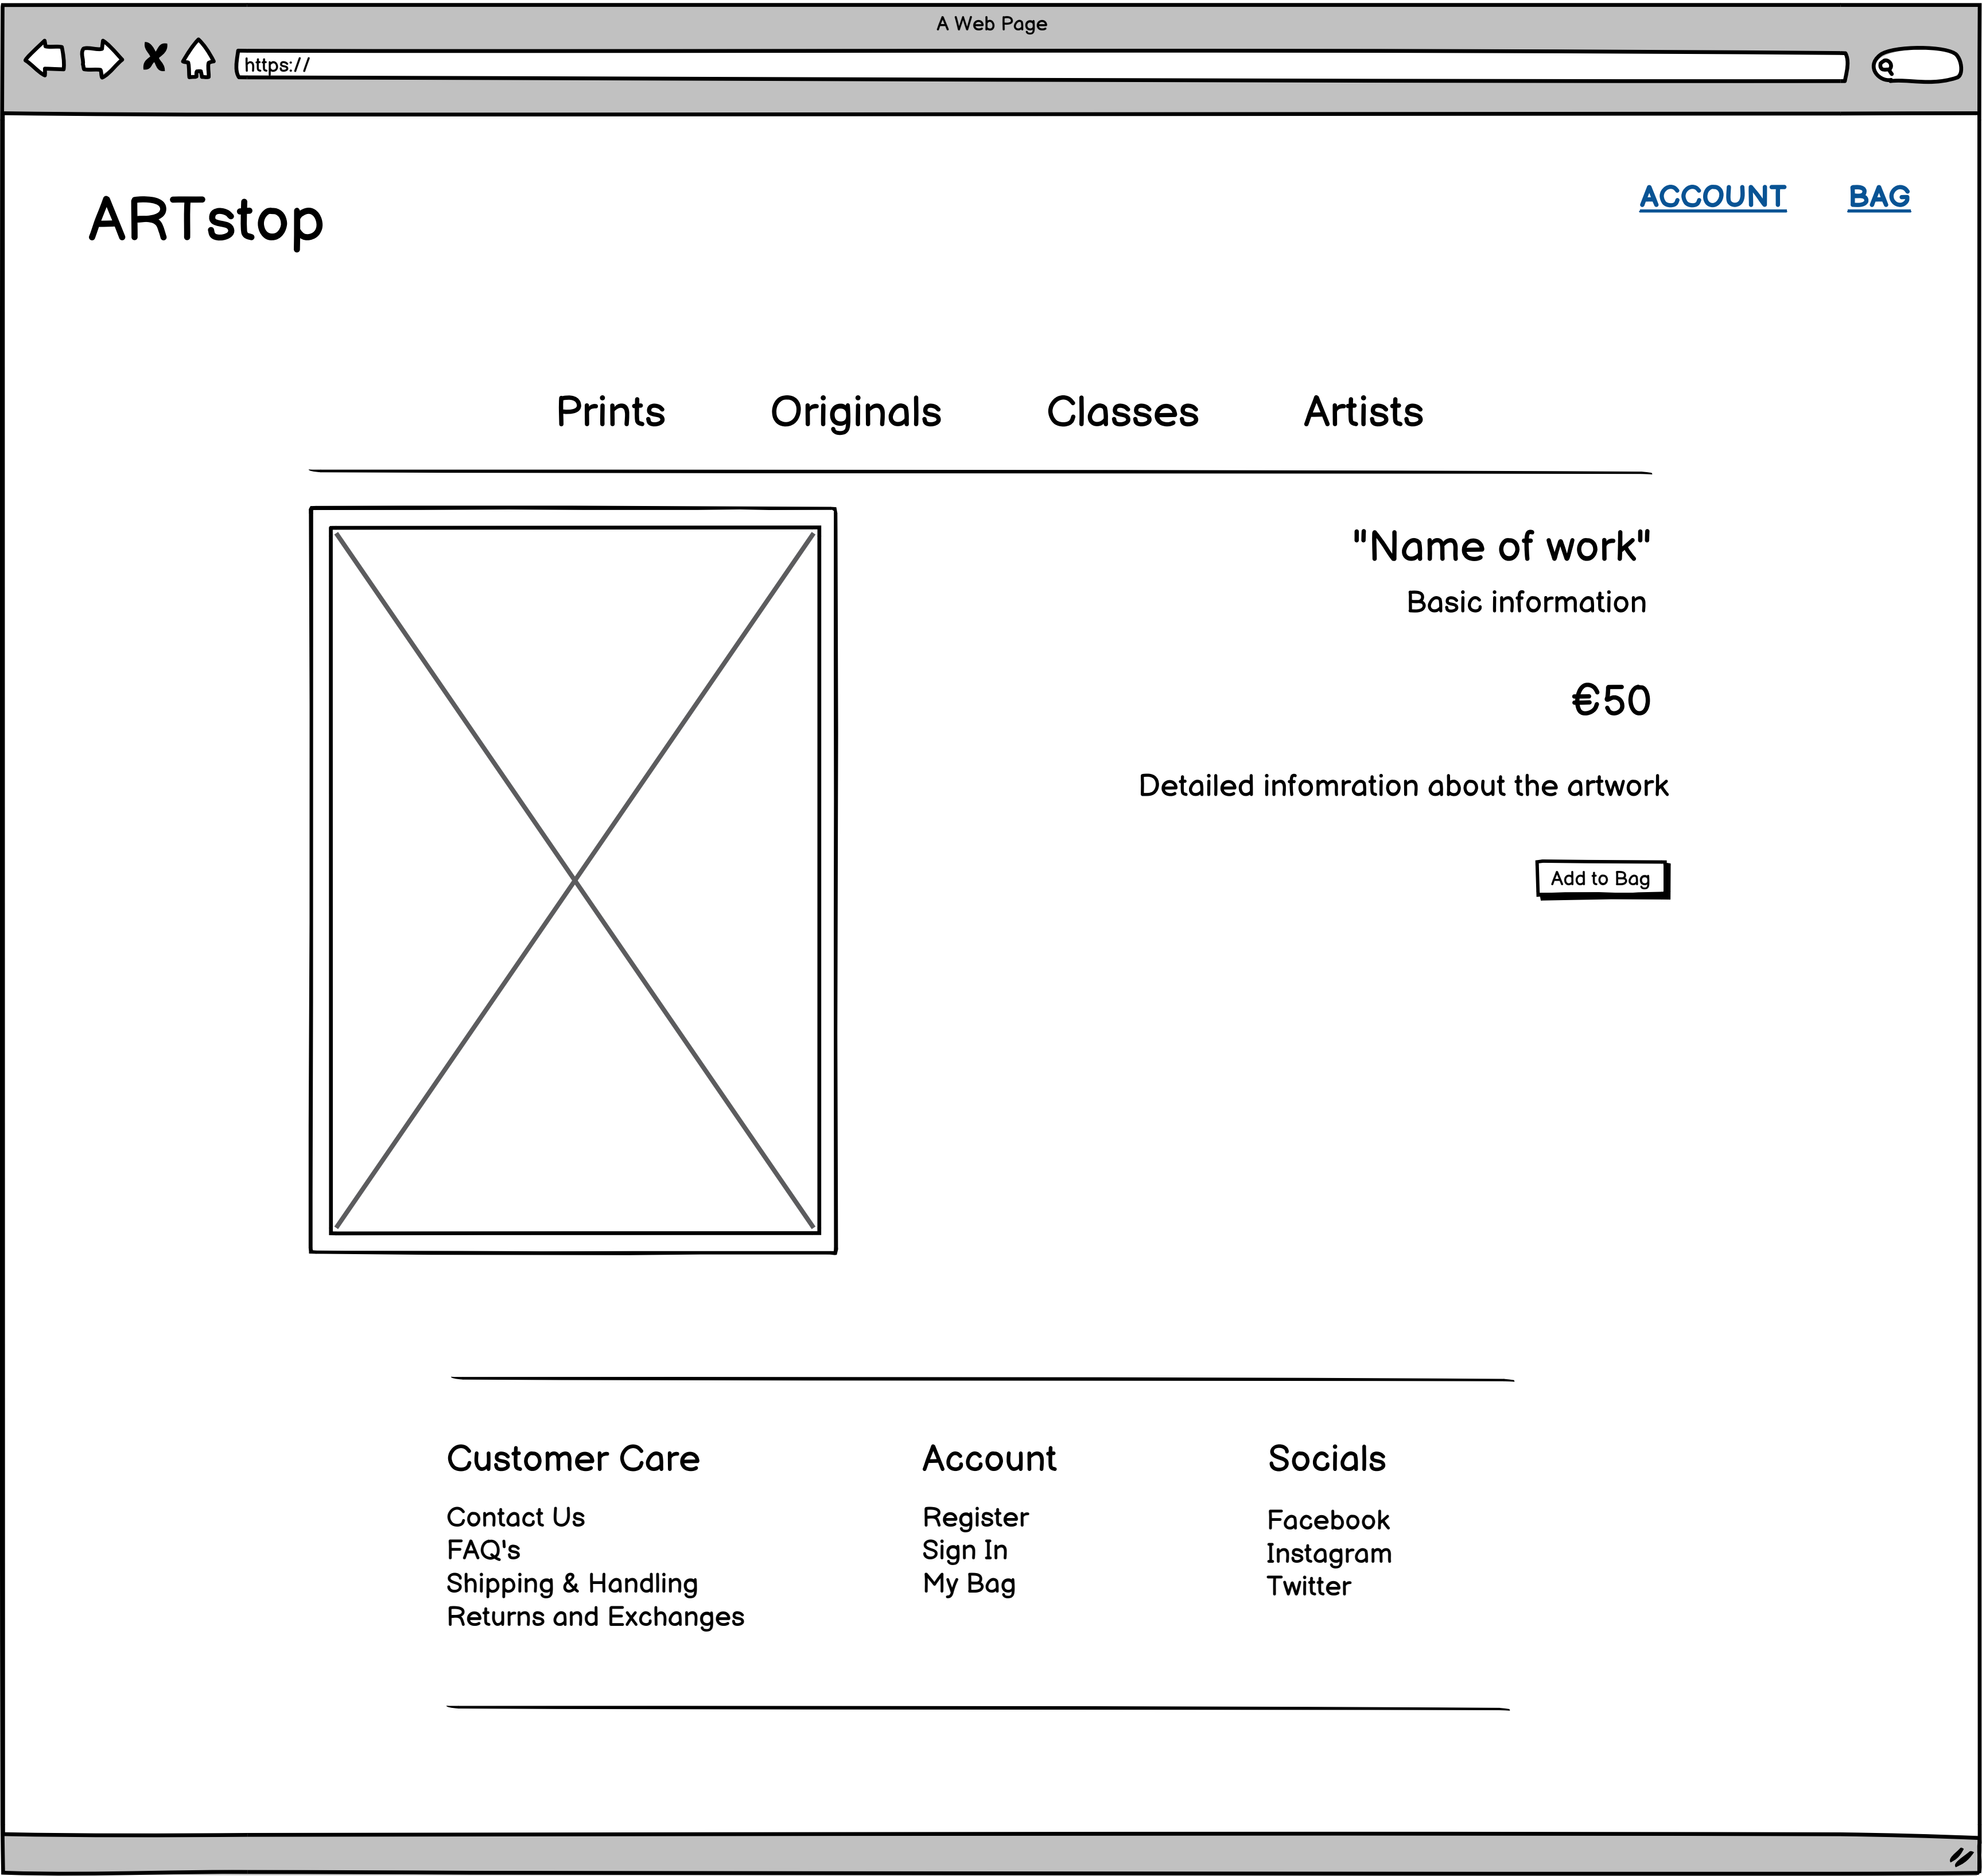 A Web Page
https://
ARTstop
ACCOUNT BAG
Prints Originals Classes Artists
"Name of work"
Basic information
€50
Detailed infomration about the artwork
Add to Bag
Customer Care
Contact Us
FAQ's
Shipping & Handling
Returns and Exchanges
Account
Register
Sign In
My Bag
Socials
Facebook
Instagram
Twitter